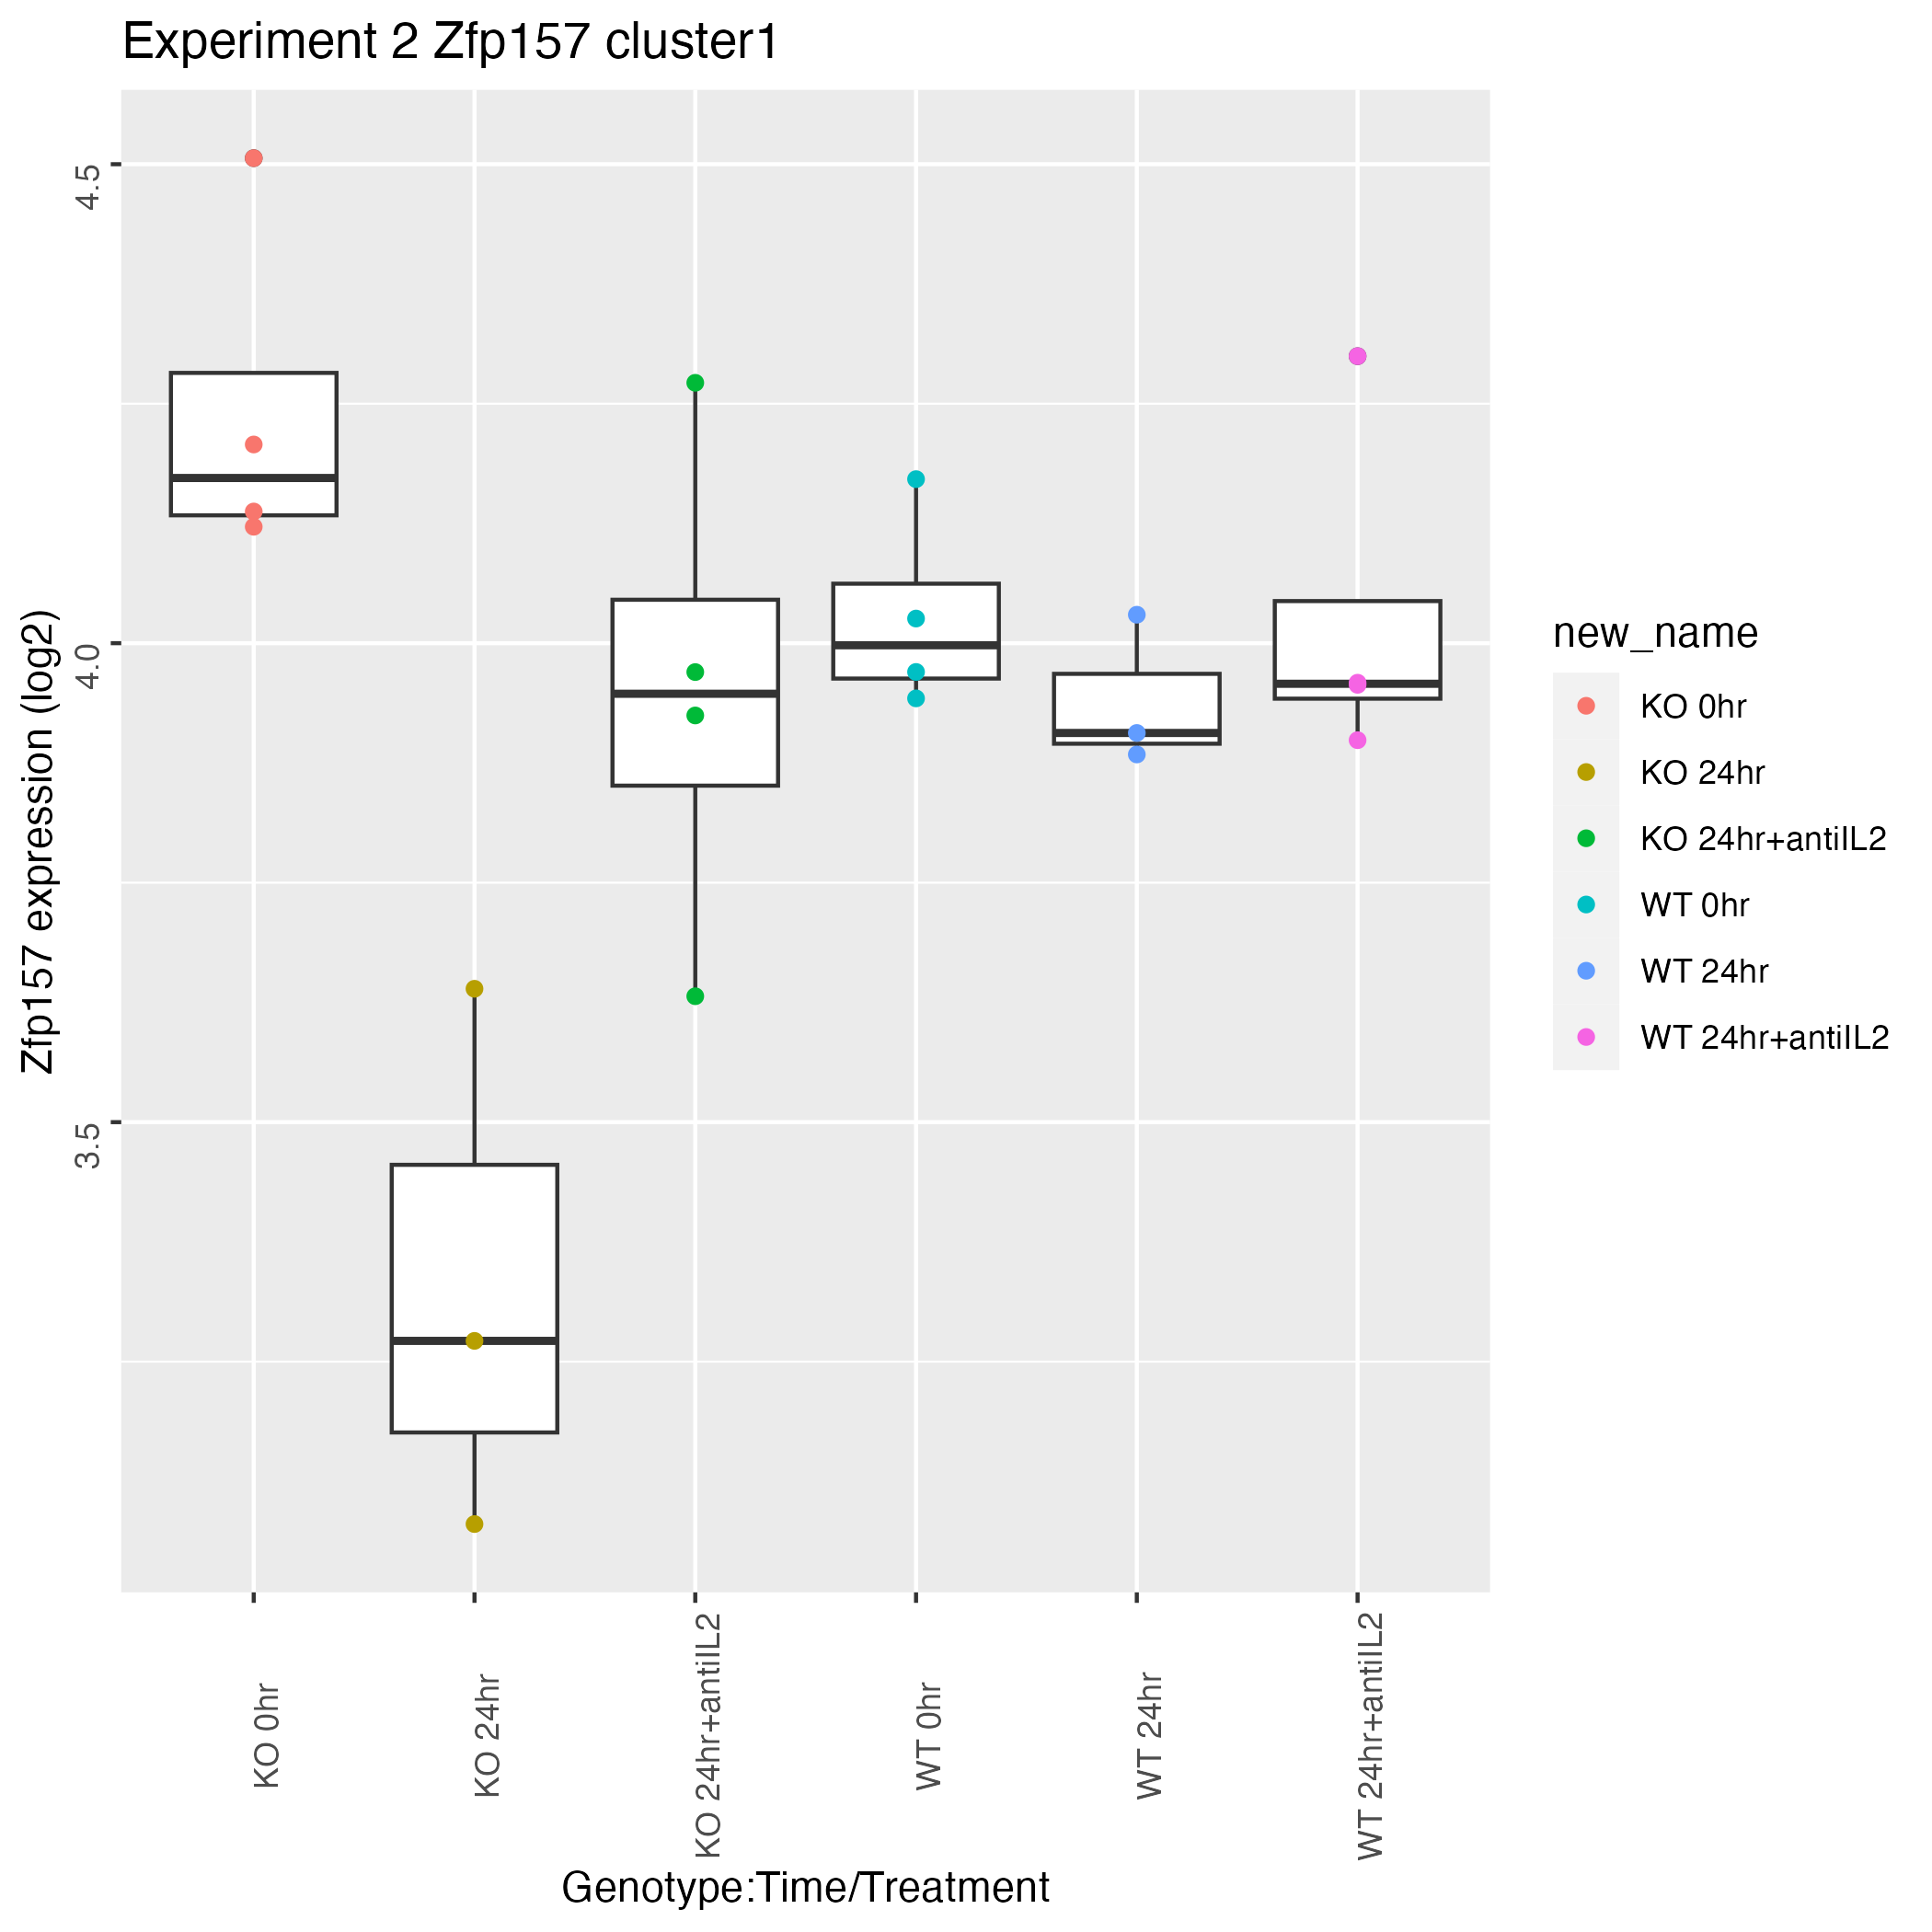 Experiment 2 Zfp157 cluster1
Zfp157 expression (log2)
4.5
4.0
3.5
KO 0hr
KO 24hr
KO 24hr+antiIL2
WT 0hr
WT 24hr
WT 24hr+antiIL2
Genotype:Time/Treatment
new_name
KO 0hr
KO 24hr
KO 24hr+antiIL2
WT 0hr
WT 24hr
WT 24hr+antiIL2